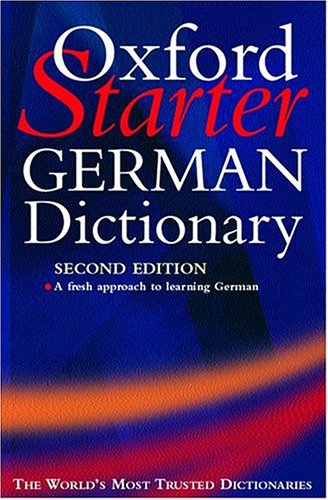 Oxford
Starter
GERMAN
Dictionary
SECOND EDITION
• A fresh approach to learning German
THE WORLD'S MOST TRUSTED DICTIONARIES